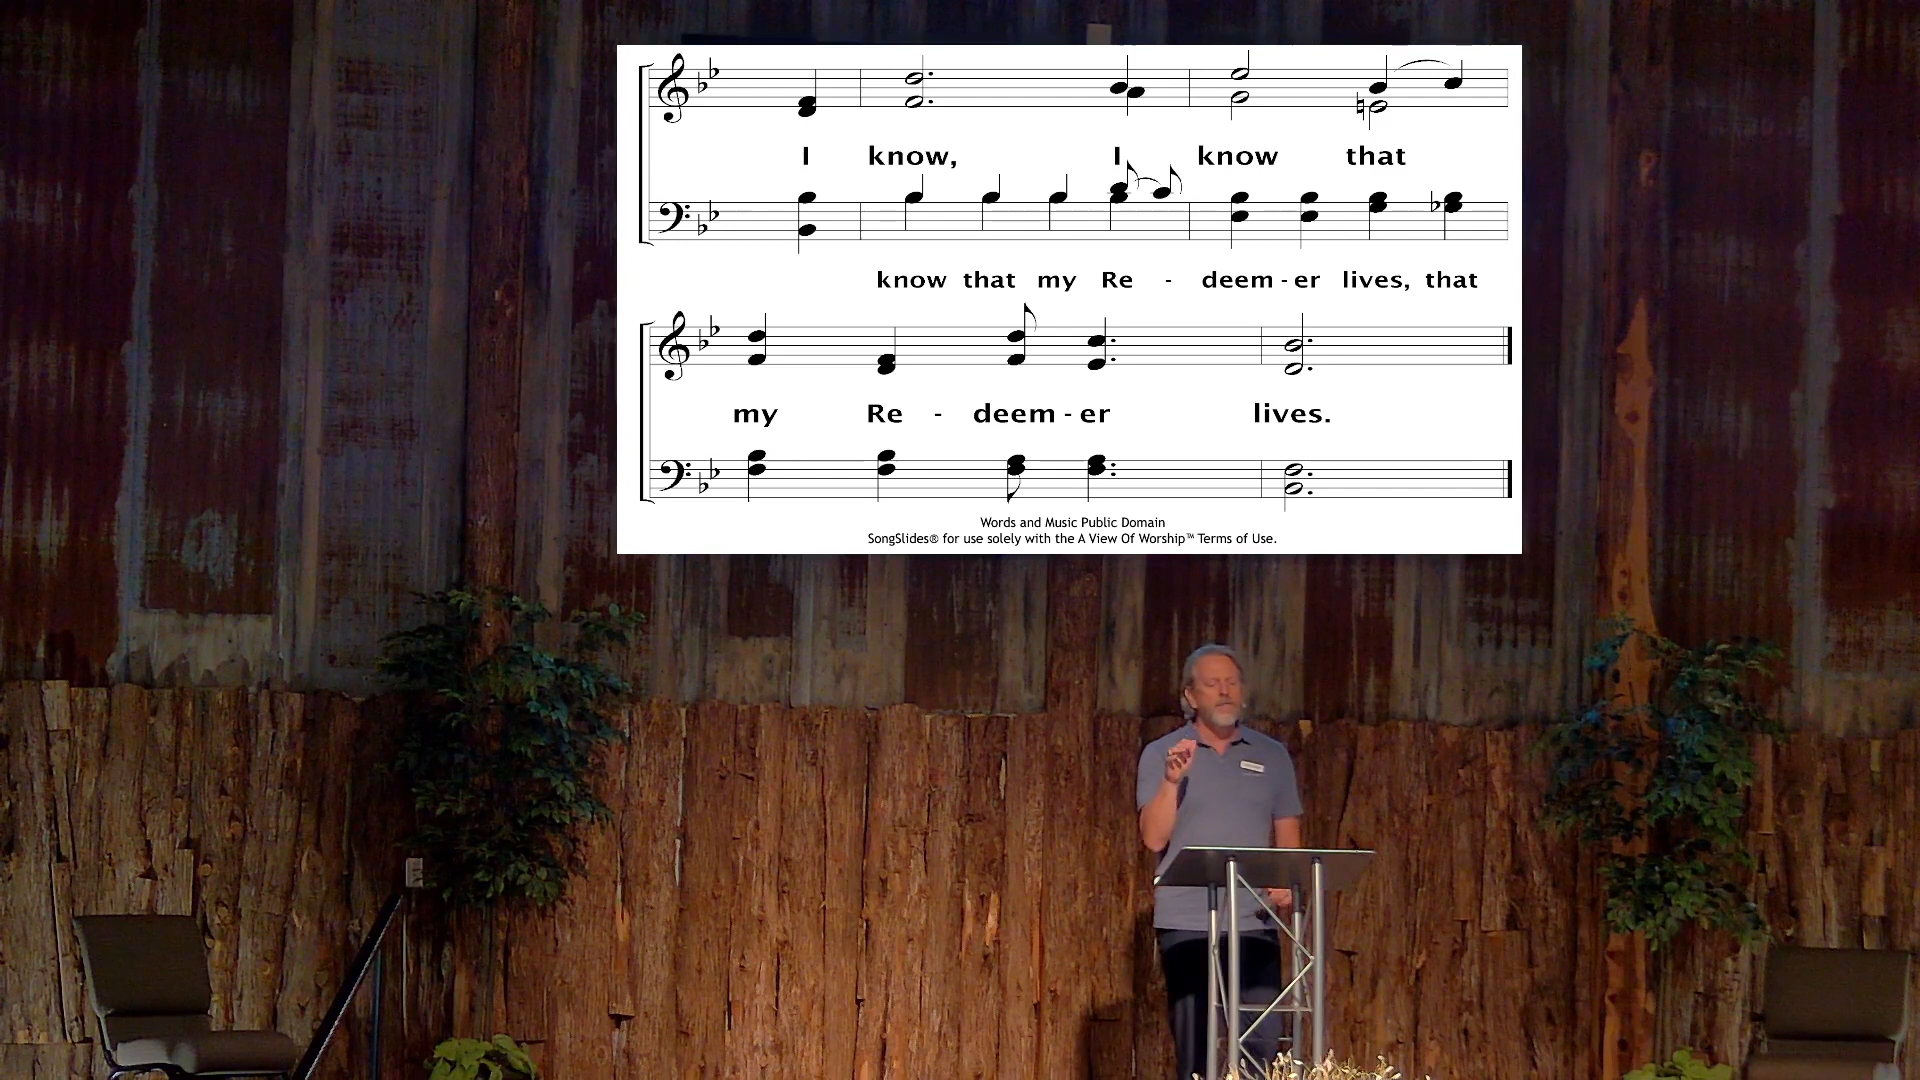 I know, I know that
know that my Re - deem - er lives, that
my Re - deem - er lives.
Words and Music Public Domain
SongSlides® for use solely with the A View Of Worship™ Terms of Use.